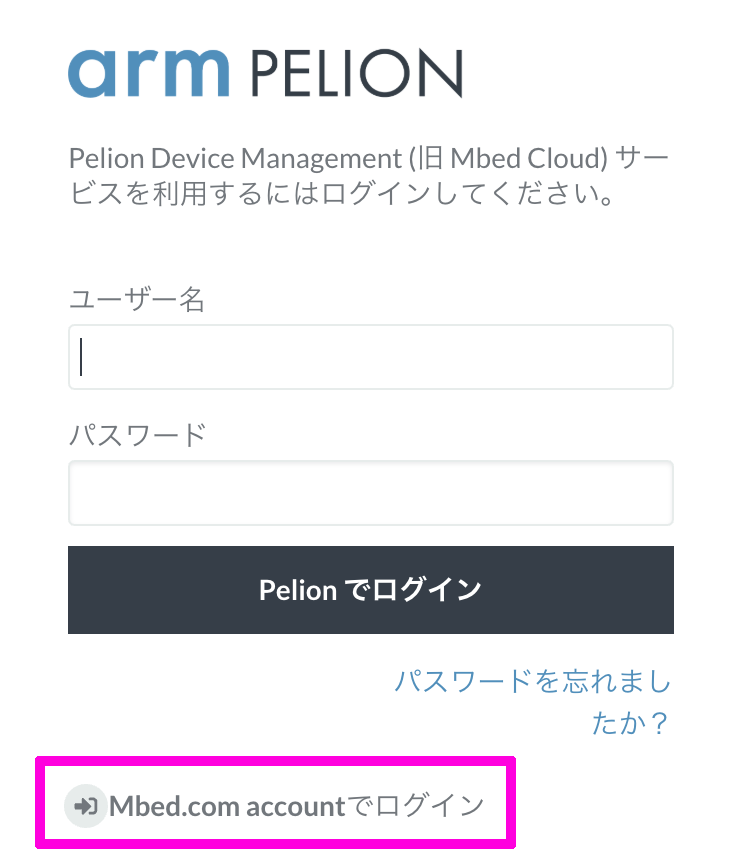 arm PELION
Pelion Device Management (旧 Mbed Cloud) サー
ビスを利用するにはログインしてください。
ユーザー名
パスワード
Pelion でログイン
パスワードを忘れまし
たか？
Mbed.com accountでログイン